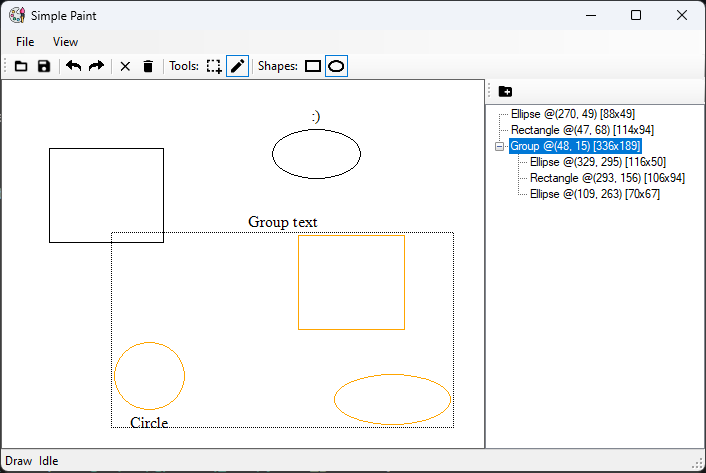 Simple Paint
File View
Tools: Shapes:
:)
Group text
Circle
Ellipse @(270, 49) [88x49]
Rectangle @(47, 68) [114x94]
Group @(48, 15) [336x189]
Ellipse @(329, 295) [116x50]
Rectangle @(293, 156) [106x94]
Ellipse @(109, 263) [70x67]
Draw Idle